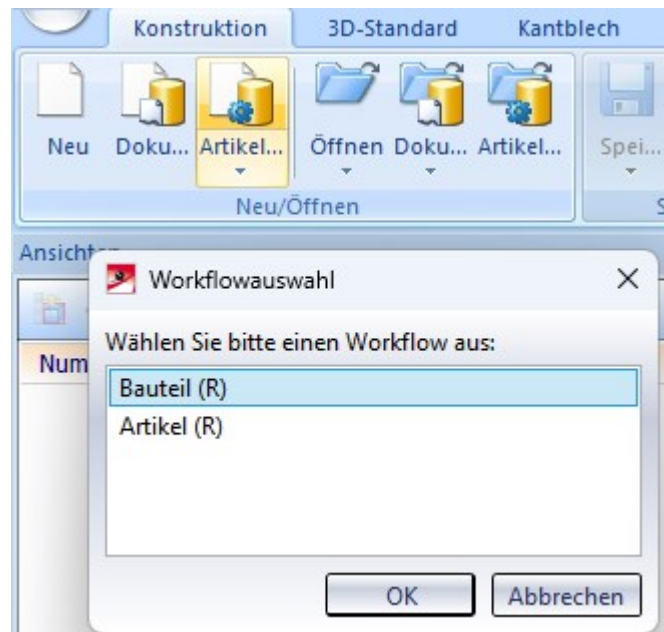 Konstruktion 3D-Standard Kantblech
Neu Doku... Artikel... Öffnen Doku... Artikel... Spei...
Neu/Öffnen
Workflowauswahl
Wählen Sie bitte einen Workflow aus:
Num
Bauteil (R)
Artikel (R)
OK Abbrechen